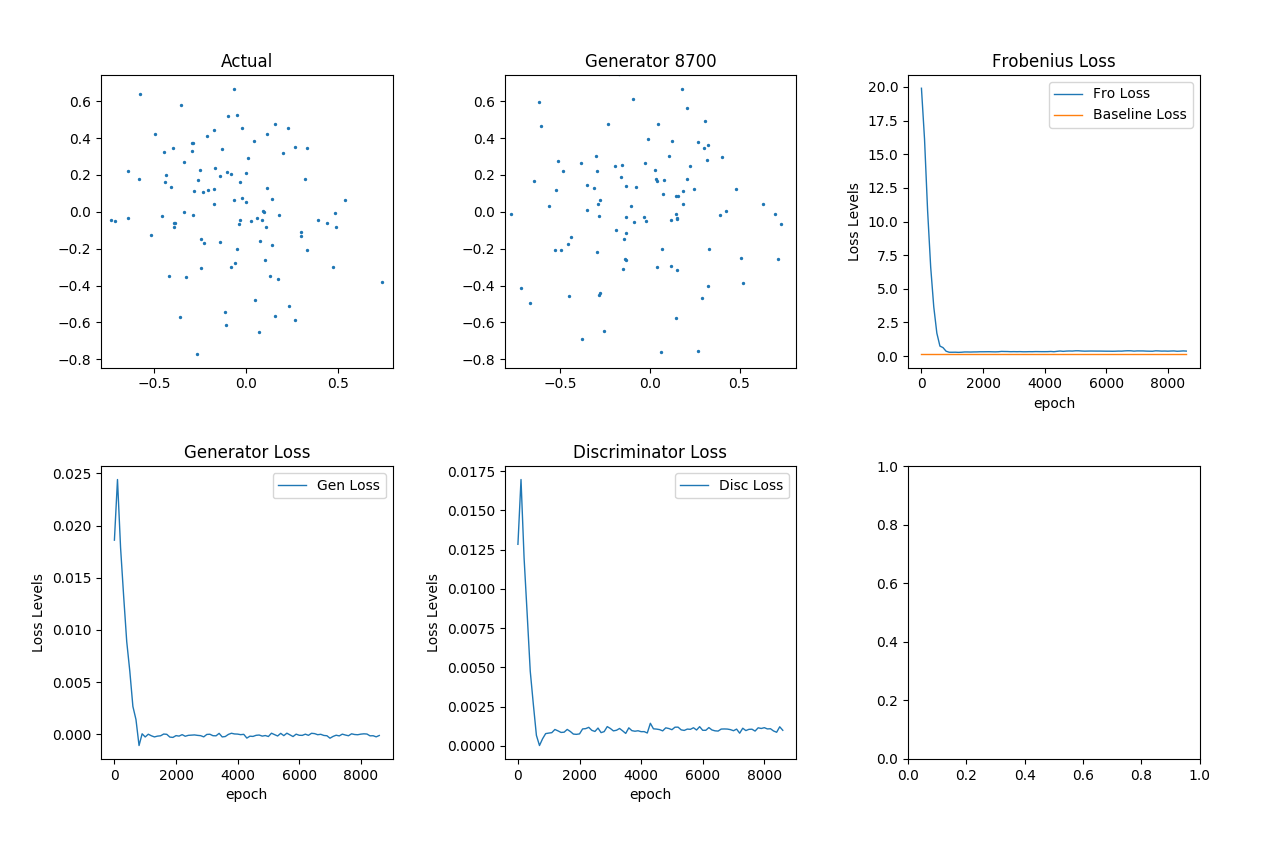 Actual
0.6
0.4
0.2
0.0
−0.2
−0.4
−0.6
−0.8
−0.5 0.0 0.5
Generator 8700
0.6
0.4
0.2
0.0
−0.2
−0.4
−0.6
−0.8
−0.5 0.0 0.5
Frobenius Loss
Fro Loss
Baseline Loss
Loss Levels
20.0
17.5
15.0
12.5
10.0
7.5
5.0
2.5
0.0
0 2000 4000 6000 8000
epoch
Generator Loss
Gen Loss
Loss Levels
0.025
0.020
0.015
0.010
0.005
0.000
0 2000 4000 6000 8000
epoch
Discriminator Loss
Disc Loss
Loss Levels
0.0175
0.0150
0.0125
0.0100
0.0075
0.0050
0.0025
0.0000
0 2000 4000 6000 8000
epoch
1.0
0.8
0.6
0.4
0.2
0.0
0.0 0.2 0.4 0.6 0.8 1.0